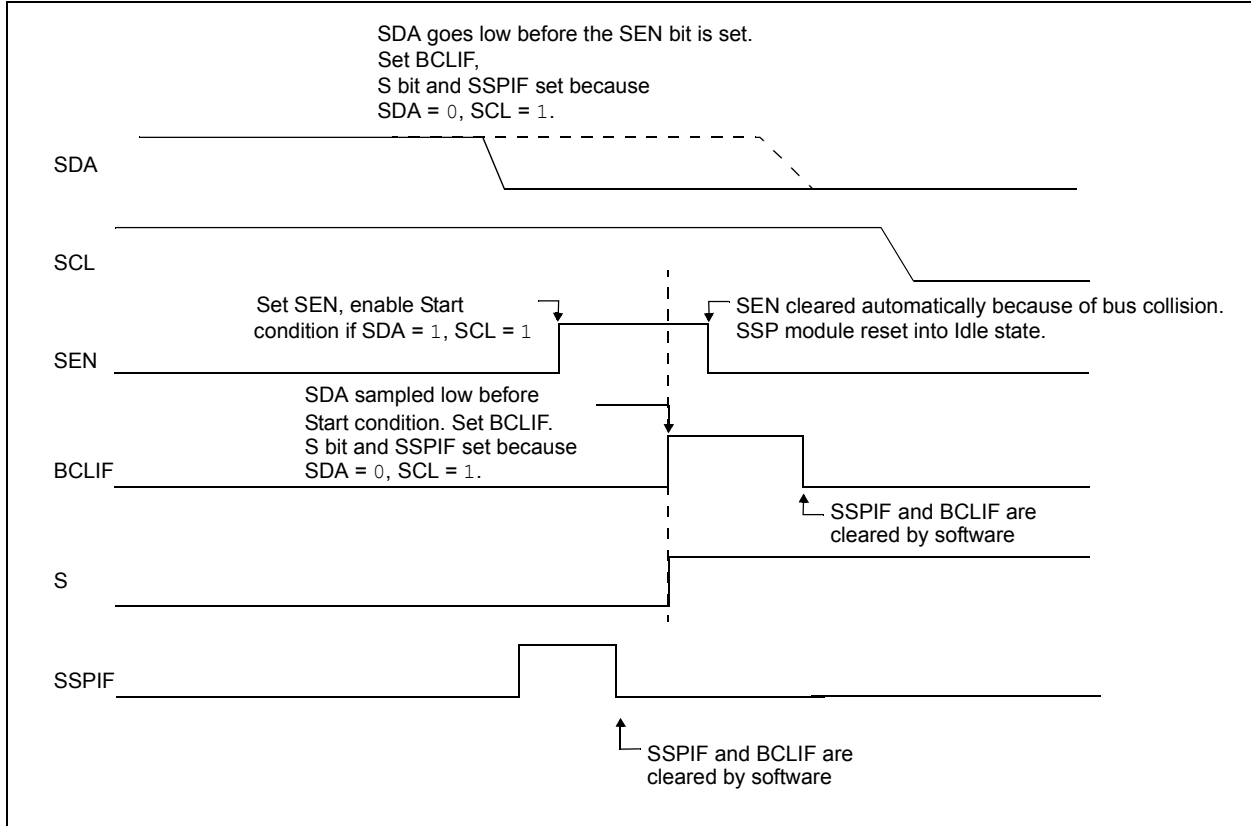 SDA goes low before the SEN bit is set.
Set BCLIF,
S bit and SSPIF set because
SDA = 0, SCL = 1.
SDA
SCL
Set SEN, enable Start
condition if SDA = 1, SCL = 1
SEN cleared automatically because of bus collision.
SSP module reset into Idle state.
SEN
SDA sampled low before
Start condition. Set BCLIF.
S bit and SSPIF set because
SDA = 0, SCL = 1.
BCLIF
SSPIF and BCLIF are
cleared by software
S
SSPIF
SSPIF and BCLIF are
cleared by software